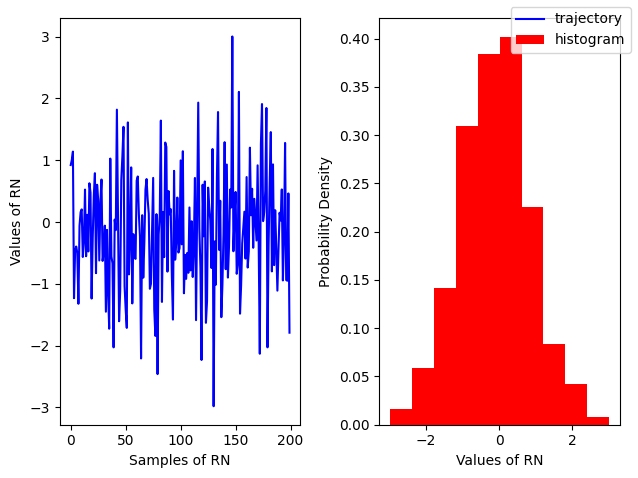 trajectory
histogram
3
2
1
0
−1
−2
−3
Values of RN
0 50 100 150 200
Samples of RN
0.40
0.35
0.30
0.25
0.20
0.15
0.10
0.05
0.00
Probability Density
−2 0 2
Values of RN